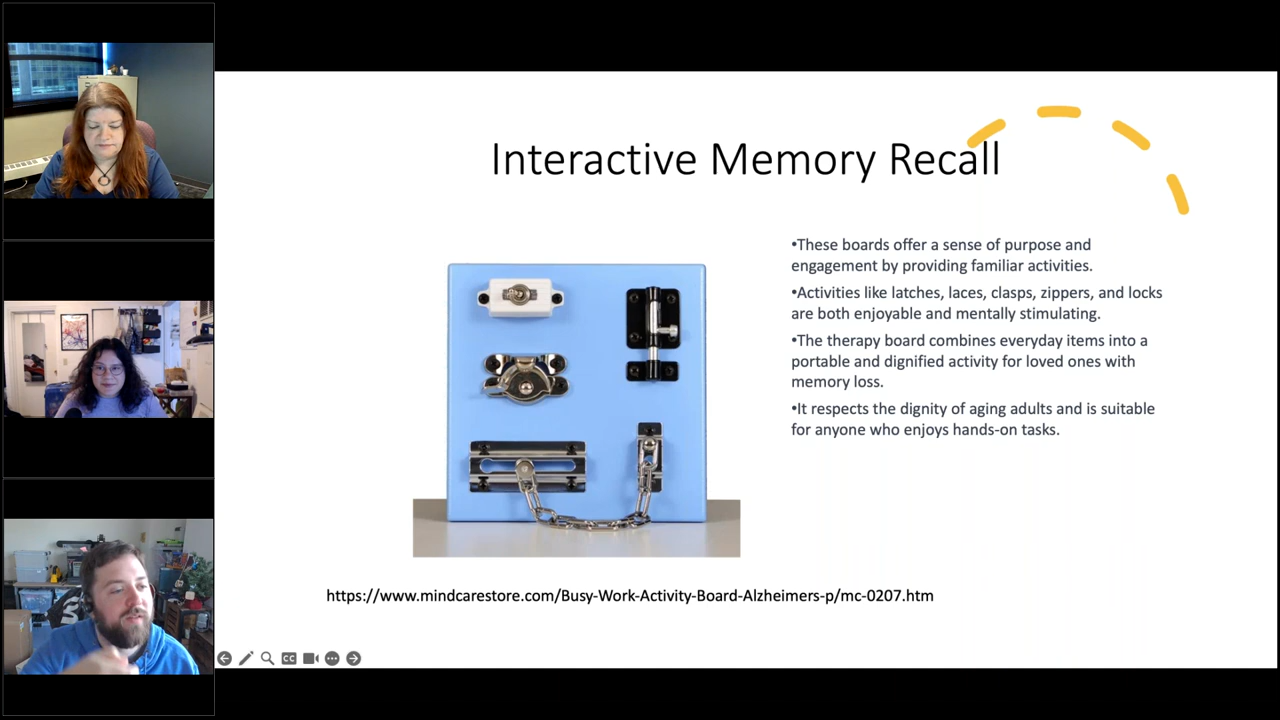 Interactive Memory Recall
•These boards offer a sense of purpose and
engagement by providing familiar activities.
•Activities like latches, laces, clasps, zippers, and locks
are both enjoyable and mentally stimulating.
•The therapy board combines everyday items into a
portable and dignified activity for loved ones with
memory loss.
•It respects the dignity of aging adults and is suitable
for anyone who enjoys hands-on tasks.
https://www.mindcarestore.com/Busy-Work-Activity-Board-Alzheimers-p/mc-0207.htm
CC